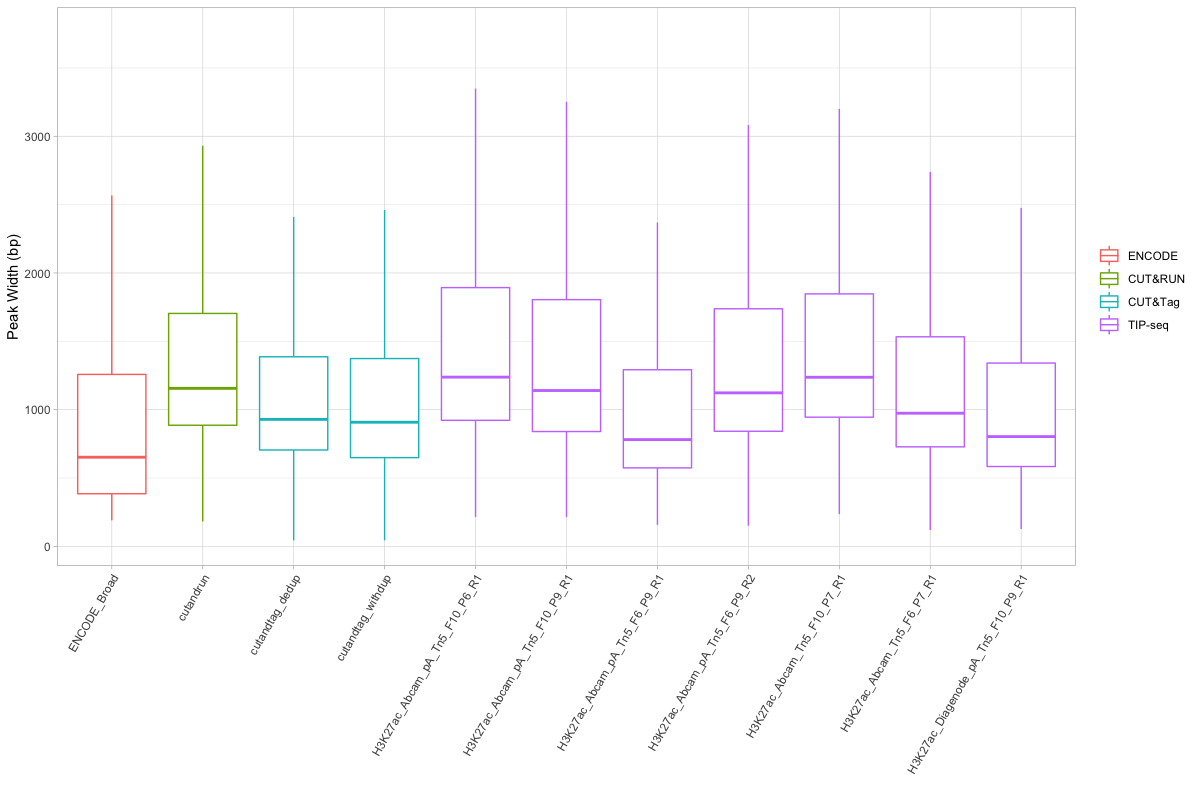 Peak Width (bp)
3000
2000
1000
0
ENCODE_Broad
cutandrun
cutandtag_dedup
cutandtag_withdup
H3K27ac_Abcam_pA_Tn5_F10_P6_R1
H3K27ac_Abcam_pA_Tn5_F10_P9_R1
H3K27ac_Abcam_pA_Tn5_F6_P9_R1
H3K27ac_Abcam_pA_Tn5_F6_P9_R2
H3K27ac_Abcam_Tn5_F10_P7_R1
H3K27ac_Abcam_Tn5_F6_P7_R1
H3K27ac_Diagenode_pA_Tn5_F10_P9_R1
ENCODE
CUT&RUN
CUT&Tag
TIP-seq